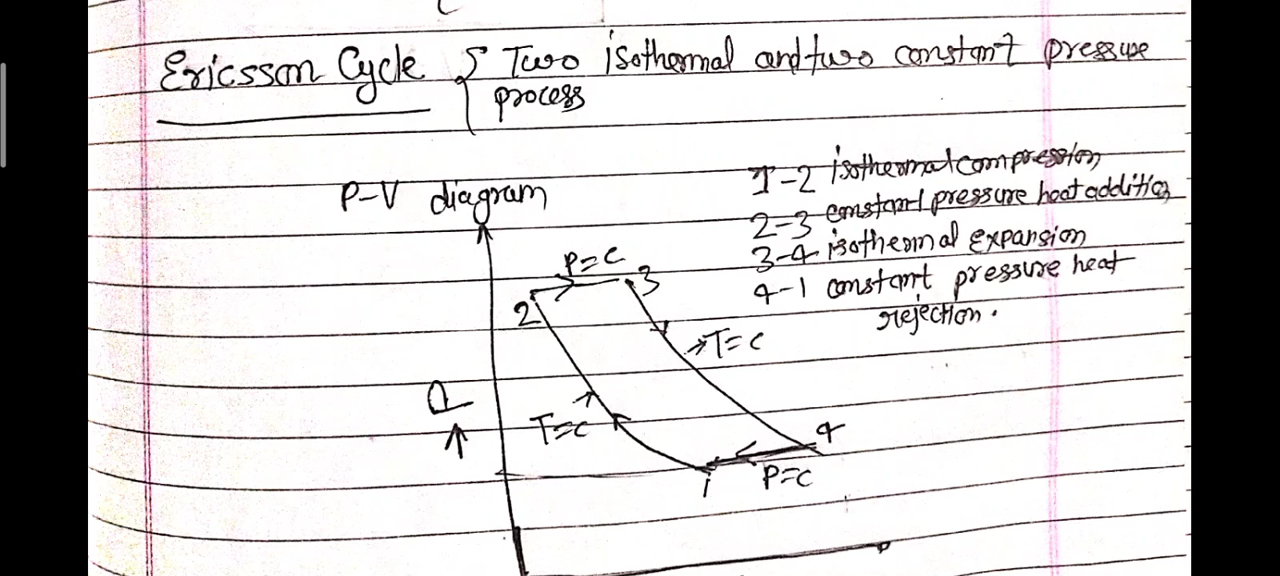 Ericsson Cycle { Two isothermal and two constant pressure
process
P-V diagram
1-2 isothermal compression
2-3 constant pressure heat addition
3-4 isothermal expansion
4-1 constant pressure heat
rejection.
P=C
2
3
T=C
P
T=C
4
1
P=C